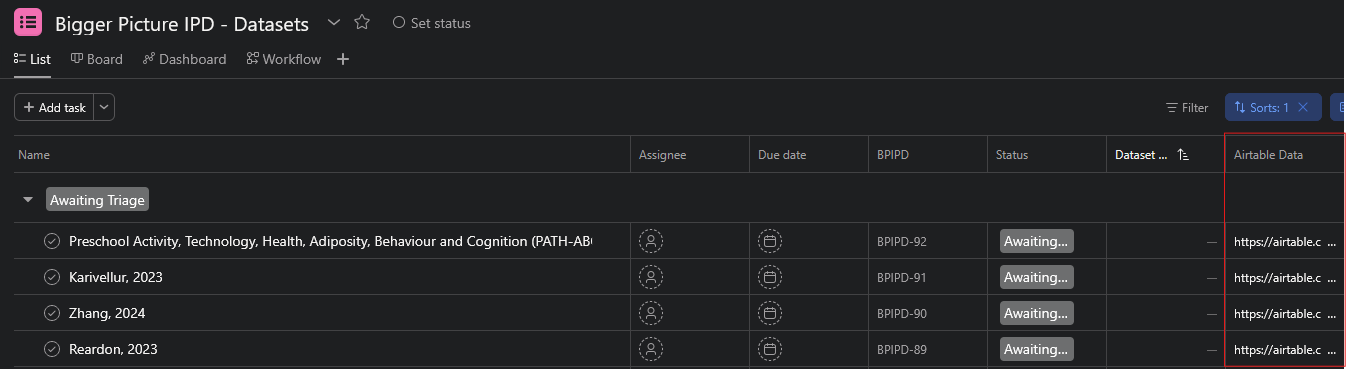 Bigger Picture IPD - Datasets Set status
List Board Dashboard Workflow
Add task Filter Sorts: 1
Name Assignee Due date BPIPD Status Dataset ... Airtable Data
Awaiting Triage
Preschool Activity, Technology, Health, Adiposity, Behaviour and Cognition (PATH-AB BPIPD-92 Awaiting... — https://airtable.c ...
Karivellur, 2023 BPIPD-91 Awaiting... — https://airtable.c ...
Zhang, 2024 BPIPD-90 Awaiting... — https://airtable.c ...
Reardon, 2023 BPIPD-89 Awaiting... — https://airtable.c ...